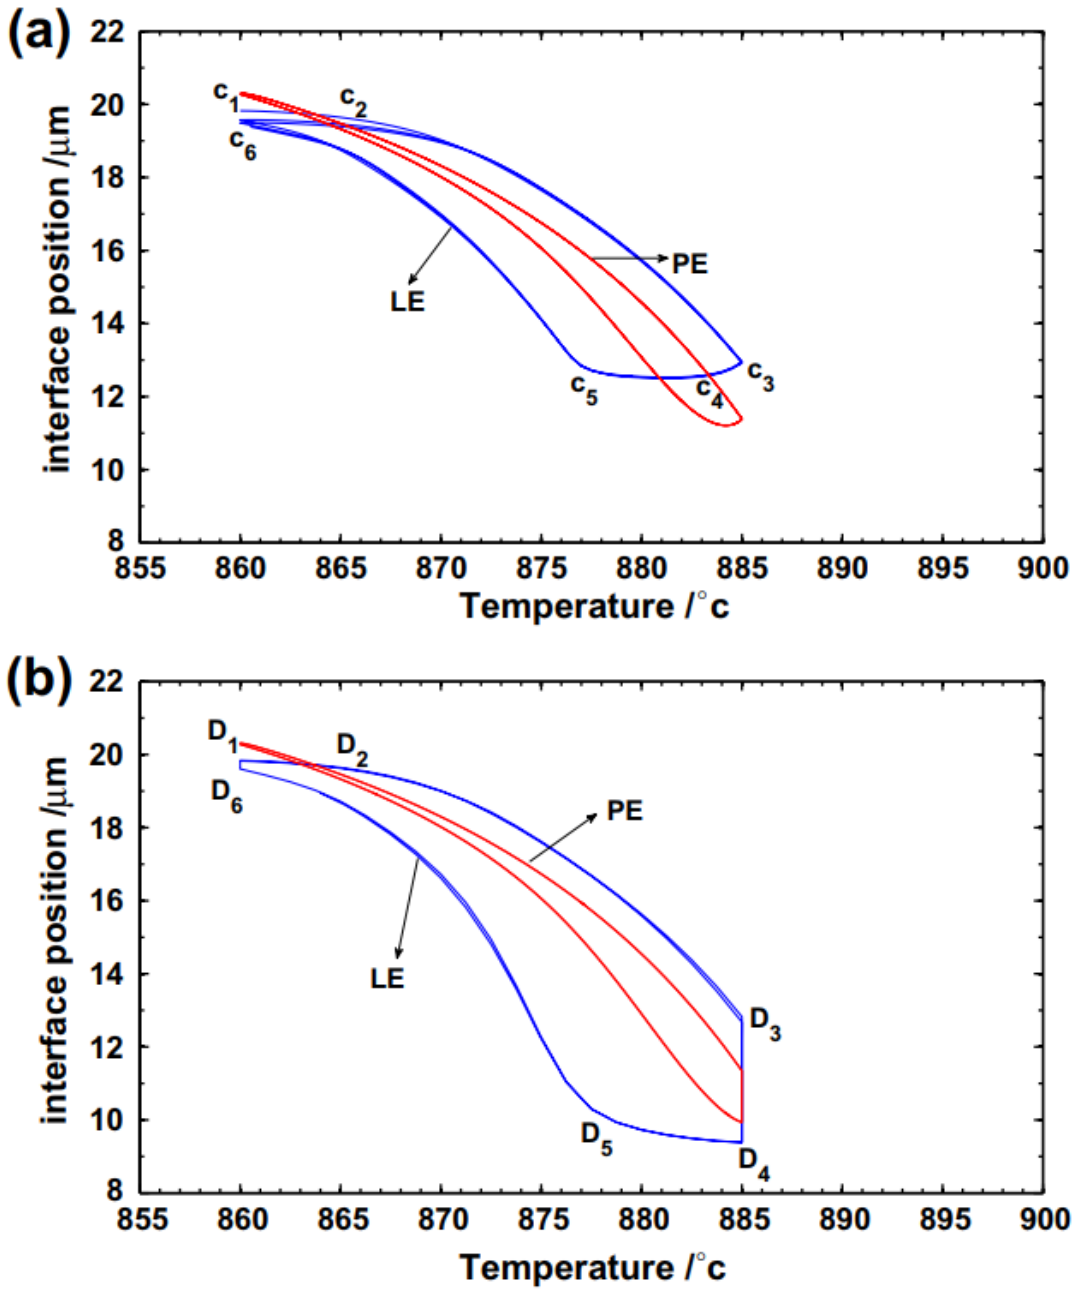 (a)
22
20
18
16
14
12
10
8
interface position /μm
c1
c2
c6
PE
LE
c3
c4
c5
855 860 865 870 875 880 885 890 895 900
Temperature /°c
(b)
22
20
18
16
14
12
10
8
interface position /μm
D1
D2
D6
PE
LE
D3
D5
D4
855 860 865 870 875 880 885 890 895 900
Temperature /°c